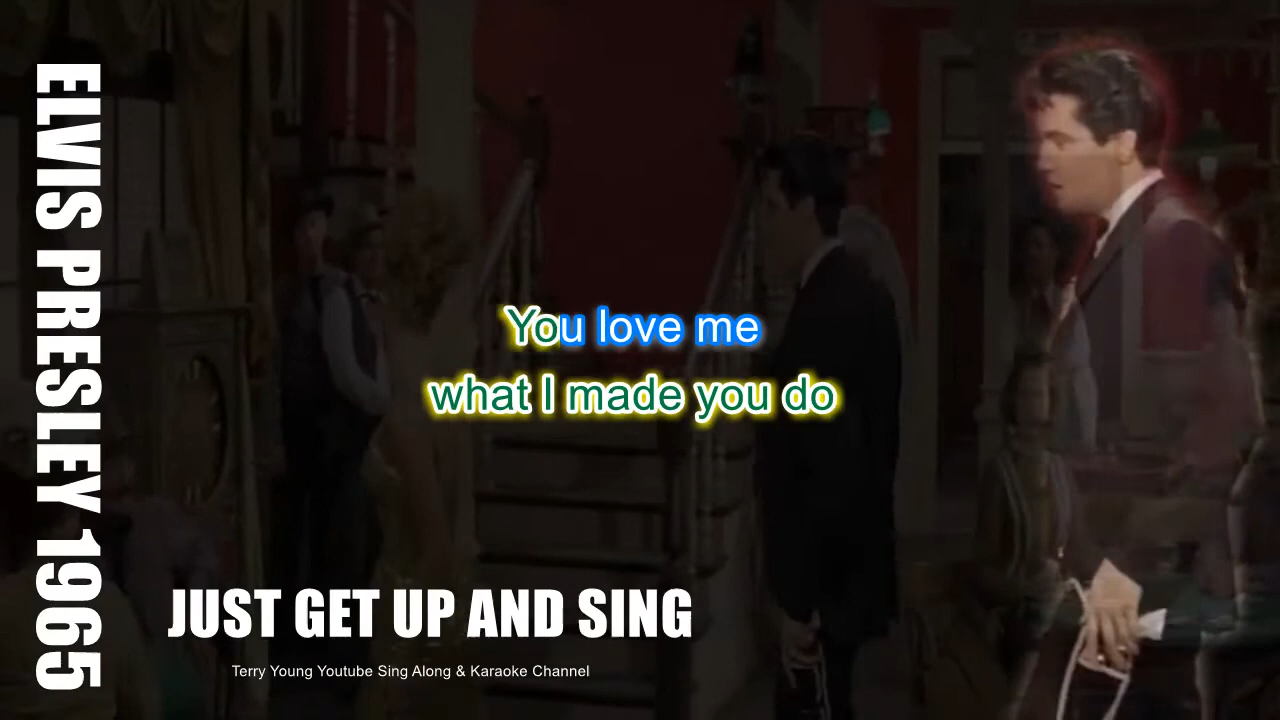 ELVIS PRESLEY 1965
You love me
what I made you do
JUST GET UP AND SING
Terry Young Youtube Sing Along & Karaoke Channel